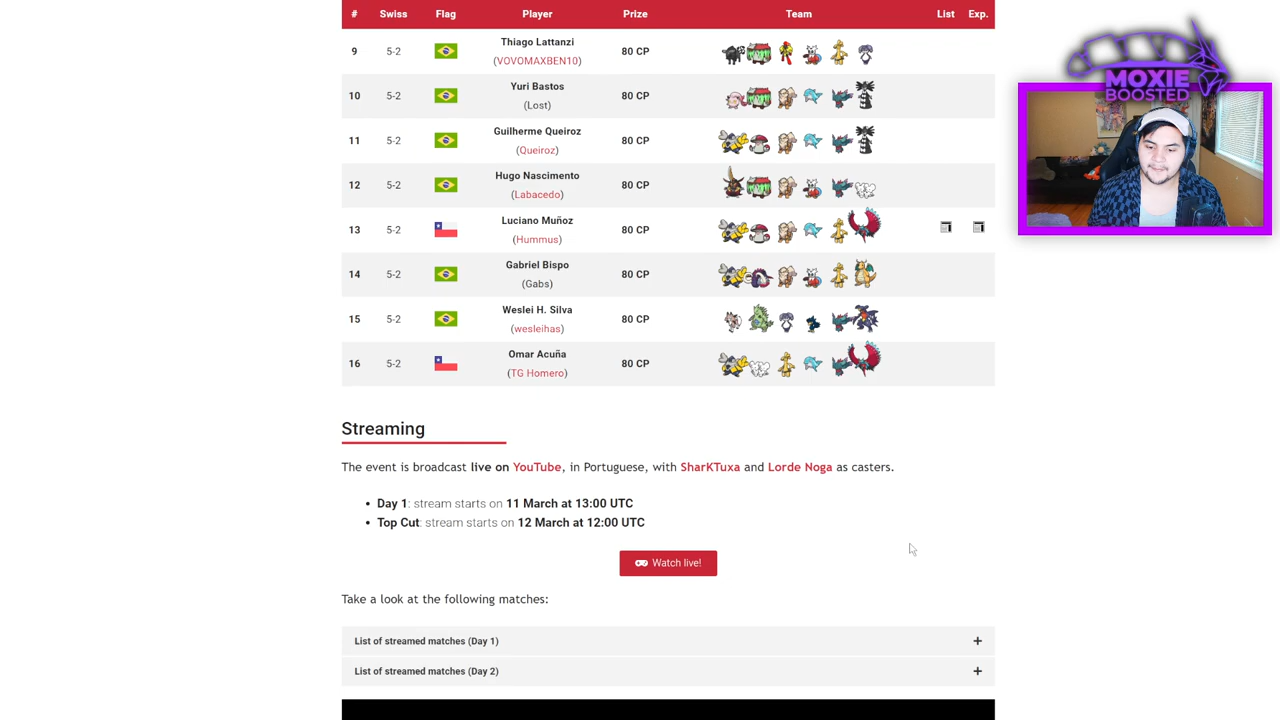 # Swiss Flag Player Prize Team List Exp.
9 5-2 Thiago Lattanzi (VOVOMAXBEN10) 80 CP
10 5-2 Yuri Bastos (Lost) 80 CP
11 5-2 Guilherme Queiroz (Queiroz) 80 CP
12 5-2 Hugo Nascimento (Labacedo) 80 CP
13 5-2 Luciano Muñoz (Hummus) 80 CP
14 5-2 Gabriel Bispo (Gabs) 80 CP
15 5-2 Weslei H. Silva (wesleihas) 80 CP
16 5-2 Omar Acuña (TG Homero) 80 CP
MOXIE
BOOSTED
Streaming
The event is broadcast live on YouTube, in Portuguese, with SharKTuxa and Lorde Noga as casters.
• Day 1: stream starts on 11 March at 13:00 UTC
• Top Cut: stream starts on 12 March at 12:00 UTC
Watch live!
Take a look at the following matches:
List of streamed matches (Day 1) +
List of streamed matches (Day 2) +